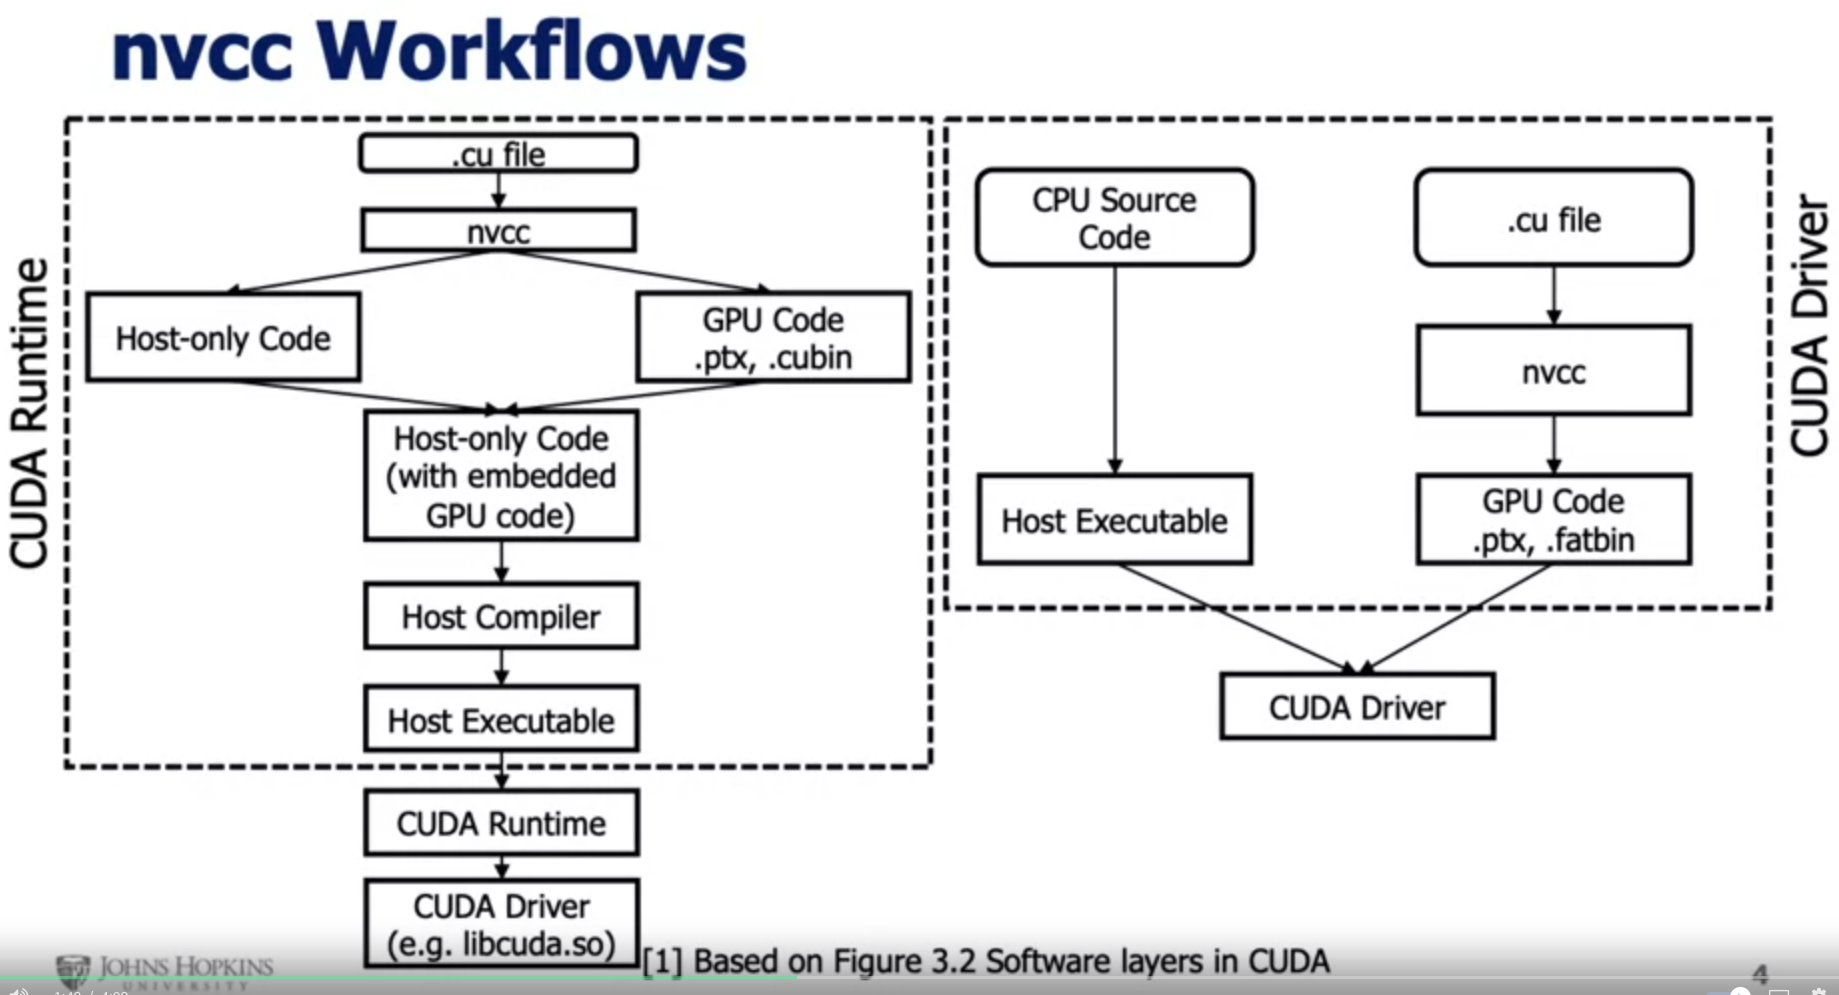 nvcc Workflows
CUDA Runtime
.cu file
nvcc
Host-only Code
GPU Code
.ptx, .cubin
Host-only Code
(with embedded
GPU code)
Host Compiler
Host Executable
CUDA Runtime
CUDA Driver
(e.g. libcuda.so)
CPU Source
Code
Host Executable
.cu file
nvcc
GPU Code
.ptx, .fatbin
CUDA Driver
CUDA Driver
[1] Based on Figure 3.2 Software layers in CUDA
JOHNS HOPKINS
UNIVERSITY
4